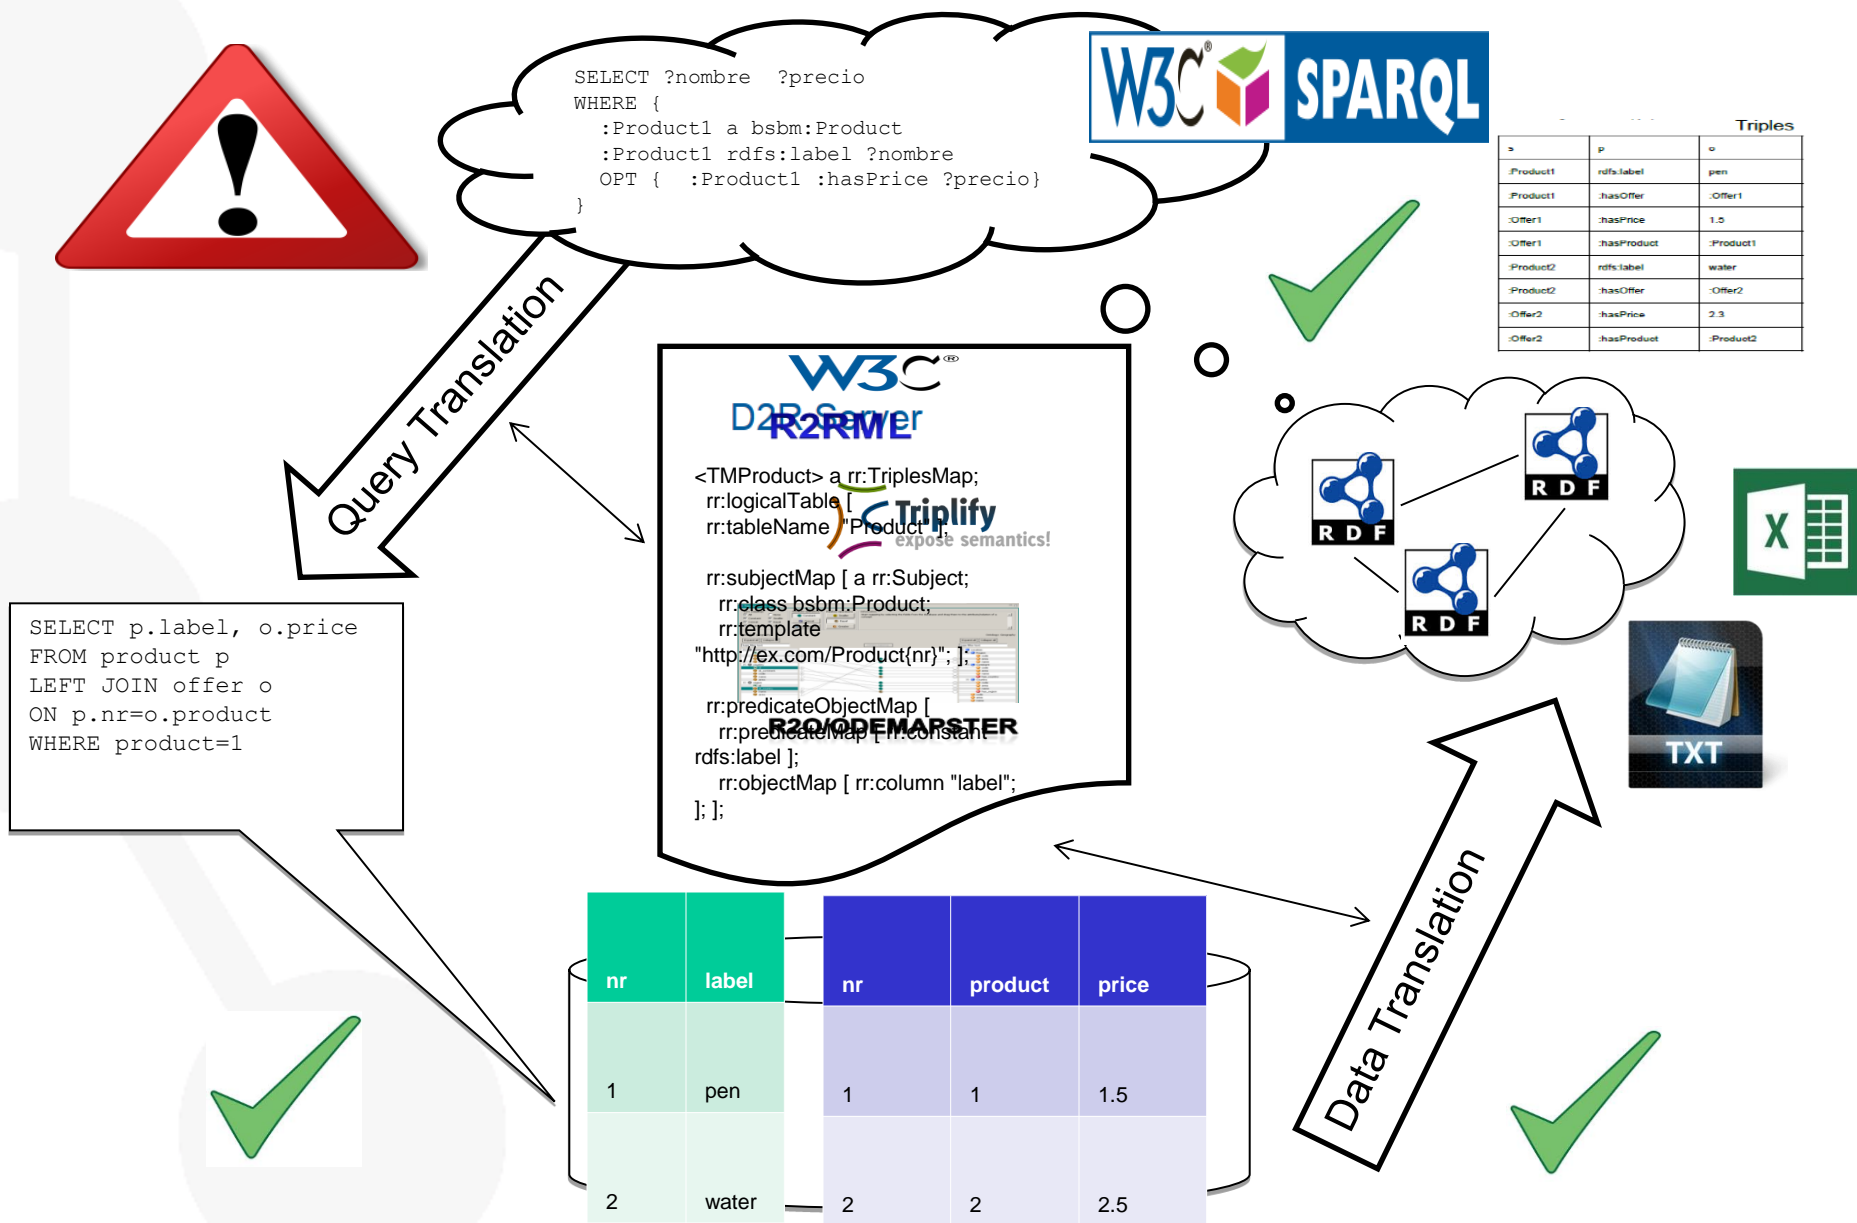 SELECT ?nombre  ?precio
WHERE {
:Product1 a bsbm:Product
:Product1 rdfs:label ?nombre
OPT {  :Product1 :hasPrice ?precio}
}
W3C® SPARQL
Triples
s p o
:Product1 rdfs:label pen
:Product1 :hasOffer :Offer1
:Offer1 :hasPrice 1.5
:Offer1 :hasProduct :Product1
:Product2 rdfs:label water
:Product2 :hasOffer :Offer2
:Offer2 :hasPrice 2.3
:Offer2 :hasProduct :Product2
Query Translation
W3C®
D2R Server
R2RML
<TMProduct> a rr:TriplesMap;
rr:logicalTable [
rr:tableName "Product" ];
Triplify
expose semantics!
rr:subjectMap [ a rr:Subject;
rr:class bsbm:Product;
rr:template
"http://ex.com/Product{nr}"; ];
rr:predicateObjectMap [
R2O/ODEMAPSTER
rr:predicateMap [ rr:constant
rdfs:label ];
rr:objectMap [ rr:column "label";
]; ];
RDF
RDF
RDF
X
TXT
SELECT p.label, o.price
FROM product p
LEFT JOIN offer o
ON p.nr=o.product
WHERE product=1
Data Translation
nr label
1 pen
2 water
nr product price
1 1 1.5
2 2 2.5